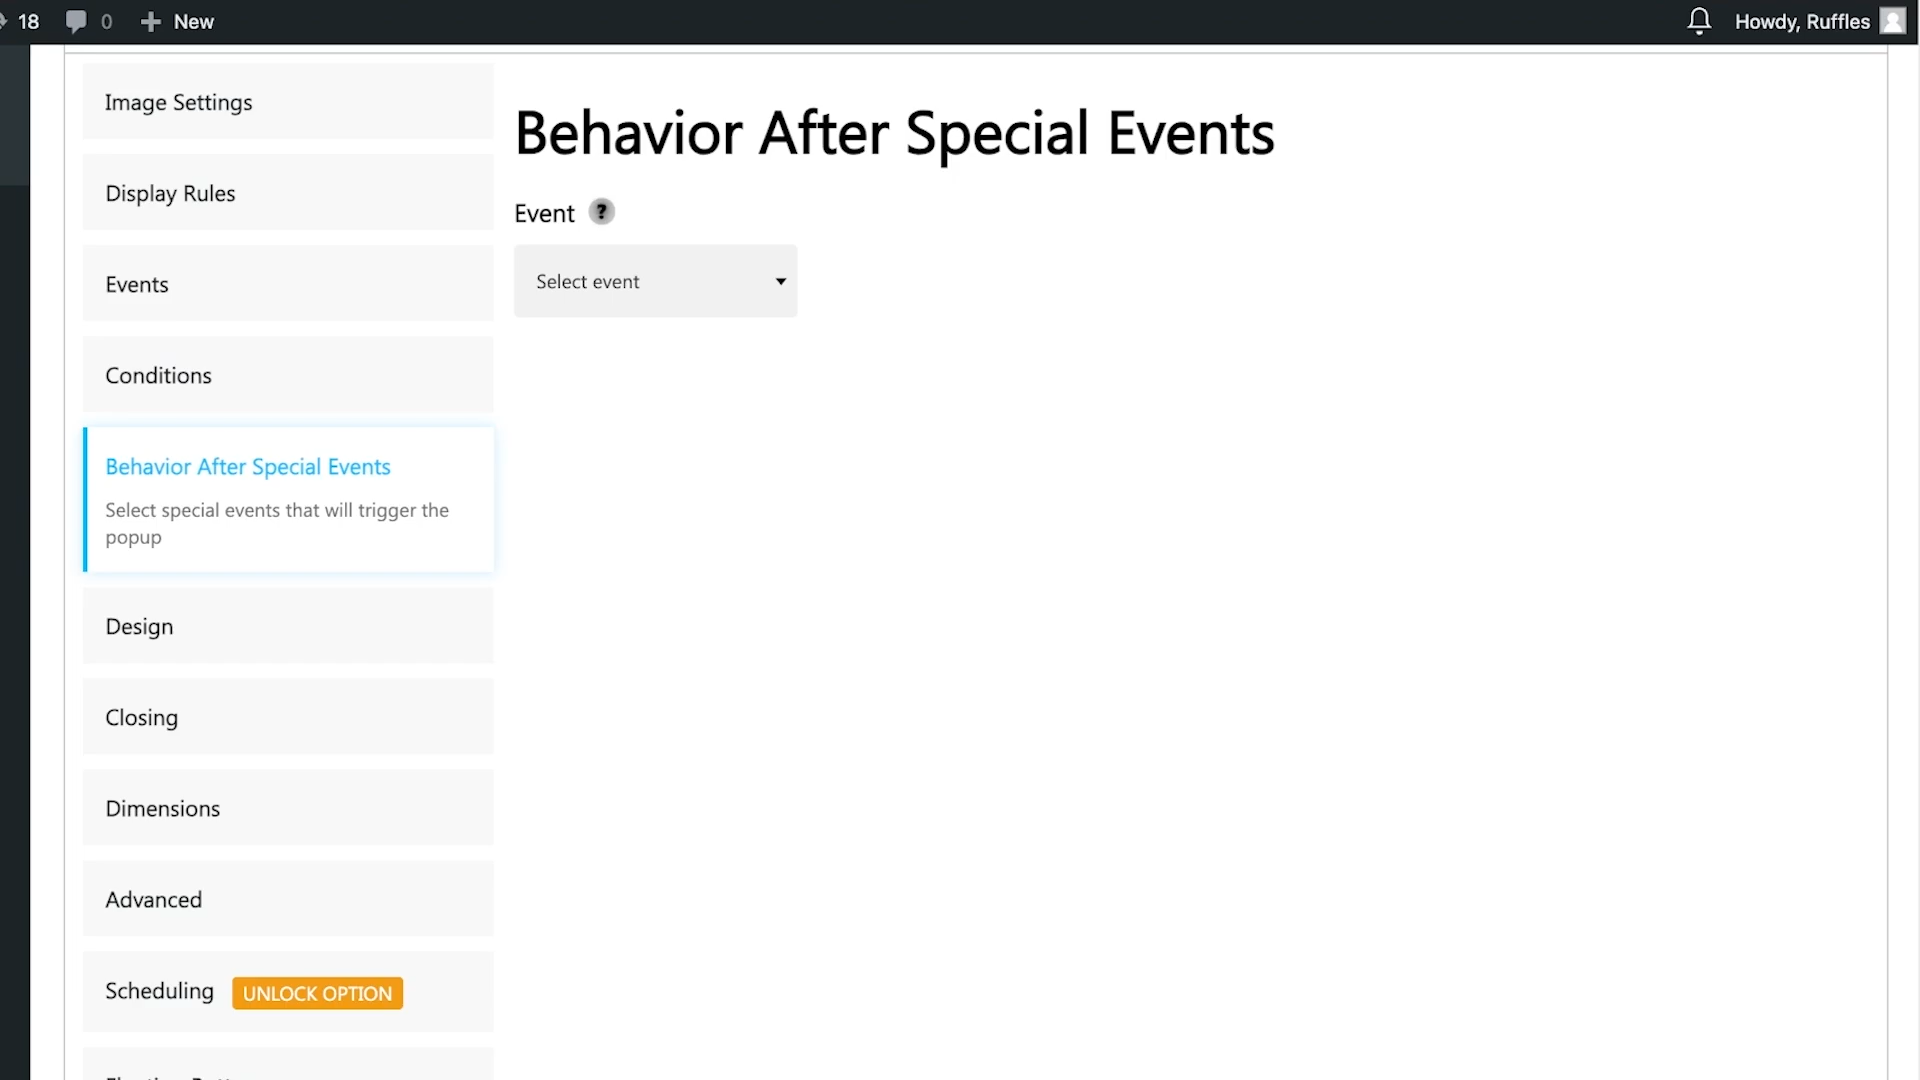 18 0 New Howdy, Ruffles
Image Settings
Display Rules
Events
Conditions
Behavior After Special Events
Select special events that will trigger the
popup
Design
Closing
Dimensions
Advanced
Scheduling UNLOCK OPTION
Behavior After Special Events
Event ?
Select event